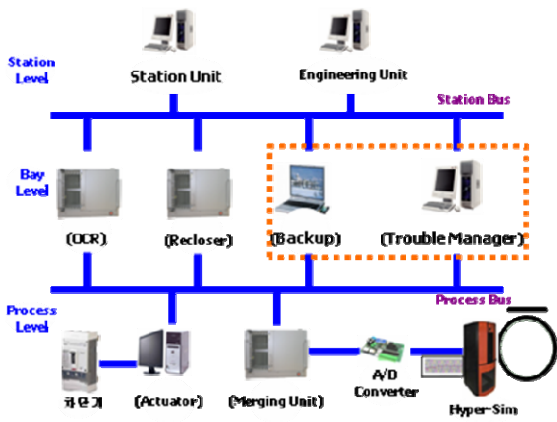 Station Level
Station Unit
Engineering Unit
Station Bus
Bay Level
(OCR)
(Recloser)
(Backup)
(Trouble Manager)
Process Bus
Process Level
차단기
(Actuator)
(Merging Unit)
A/D Converter
Hyper-Sim